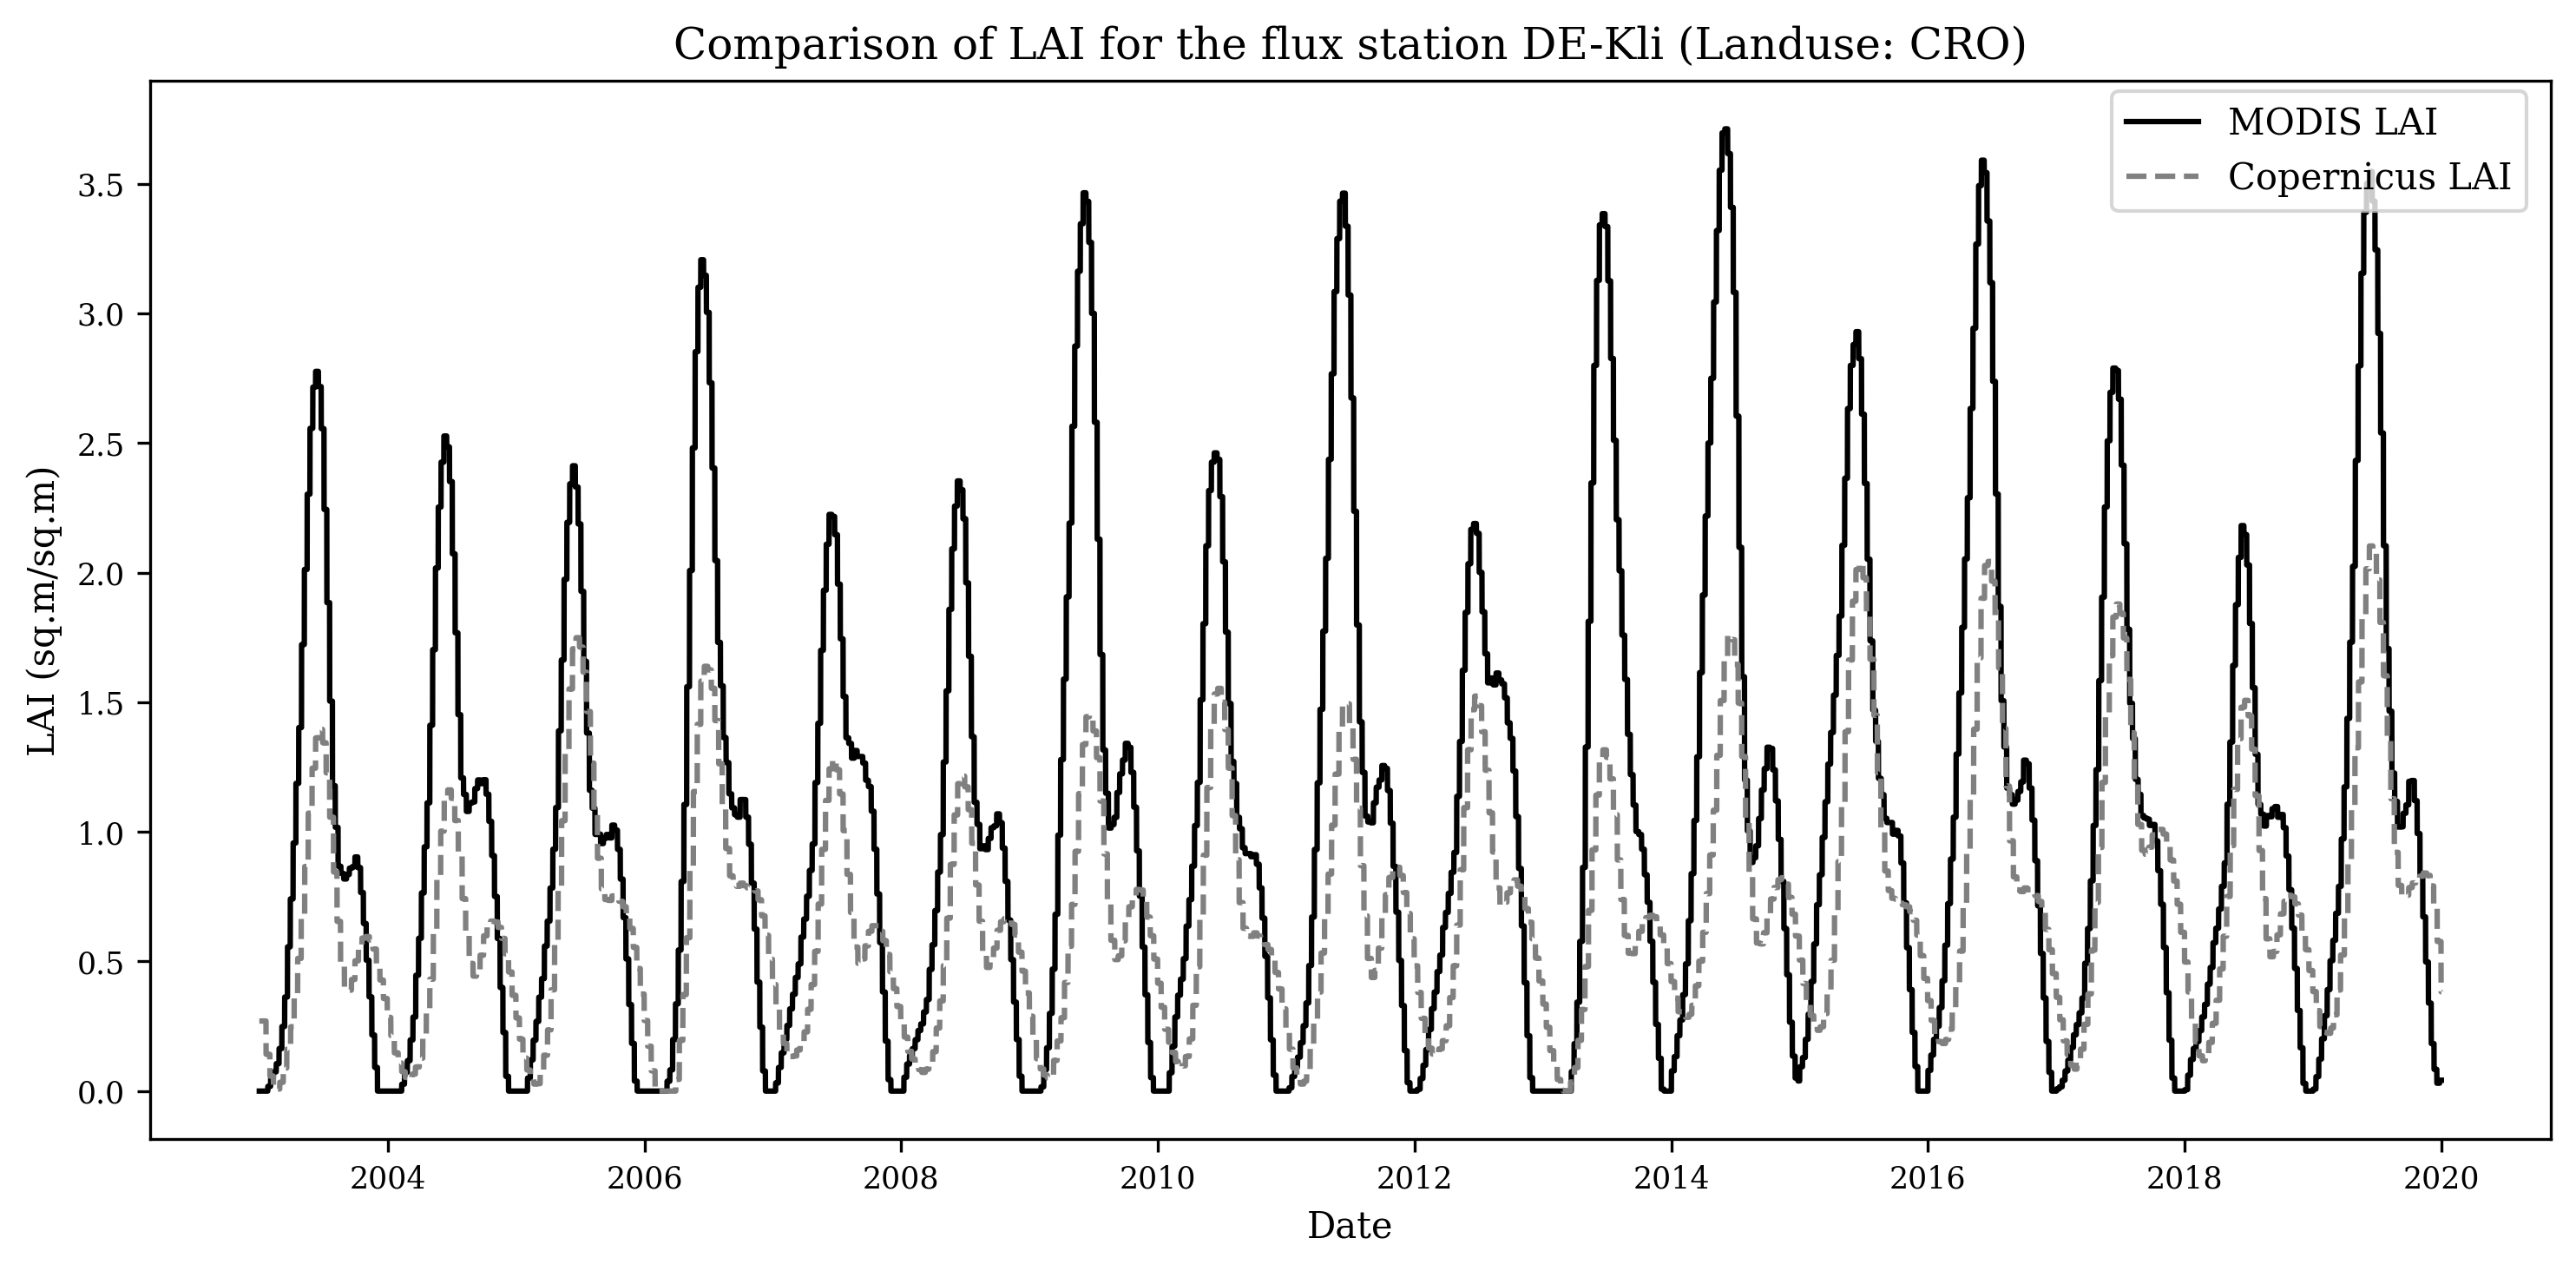 Comparison of LAI for the flux station DE-Kli (Landuse: CRO)
MODIS LAI
Copernicus LAI
LAI (sq.m/sq.m)
3.5
3.0
2.5
2.0
1.5
1.0
0.5
0.0
2004 2006 2008 2010 2012 2014 2016 2018 2020
Date